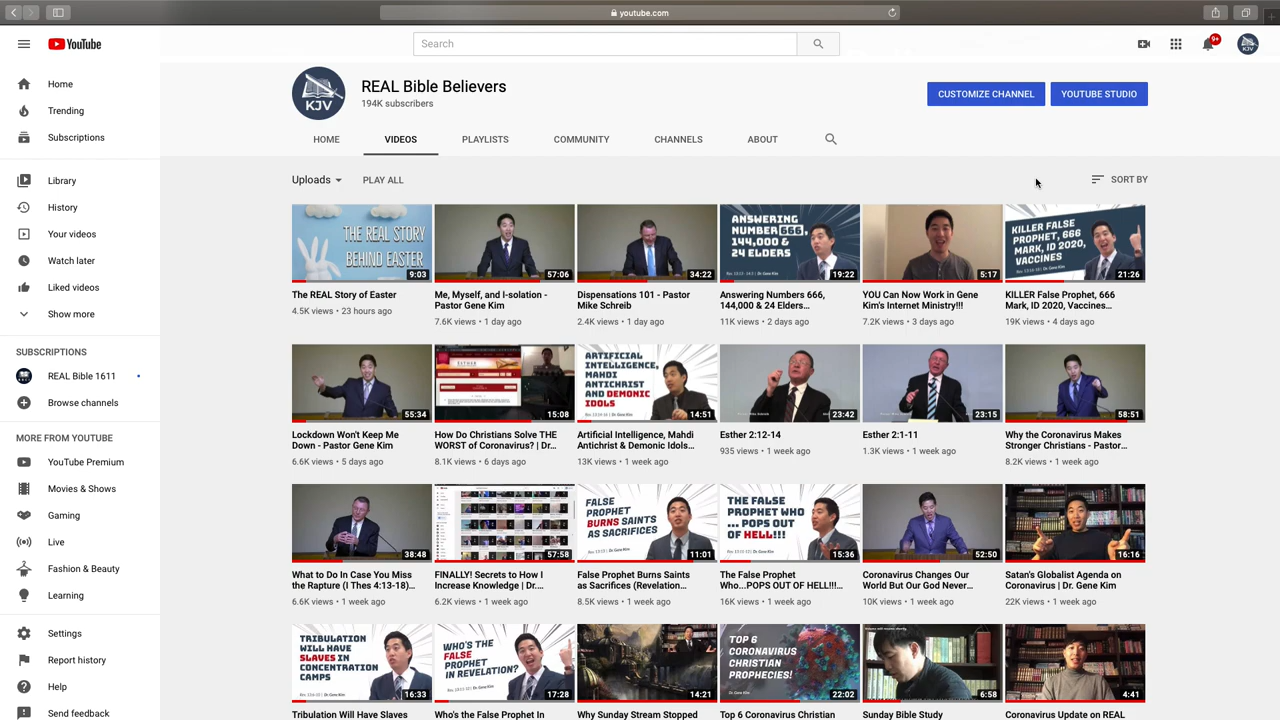 youtube.com
YouTube
Search
9+
KJV
Home
Trending
Subscriptions
Library
History
Your videos
Watch later
Liked videos
Show more
SUBSCRIPTIONS
REAL Bible 1611
Browse channels
MORE FROM YOUTUBE
YouTube Premium
Movies & Shows
Gaming
Live
Fashion & Beauty
Learning
Settings
Report history
Help
Send feedback
KJV
REAL Bible Believers
194K subscribers
CUSTOMIZE CHANNEL
YOUTUBE STUDIO
HOME VIDEOS PLAYLISTS COMMUNITY CHANNELS ABOUT
Uploads
PLAY ALL
SORT BY
THE REAL STORY
BEHIND EASTER
9:03
The REAL Story of Easter
4.5K views • 23 hours ago
57:06
Me, Myself, and I-solation -
Pastor Gene Kim
7.6K views • 1 day ago
34:22
Dispensations 101 - Pastor
Mike Schreib
2.4K views • 1 day ago
ANSWERING
NUMBER 666,
144,000 &
24 ELDERS
19:22
Answering Numbers 666,
144,000 & 24 Elders...
11K views • 2 days ago
5:17
YOU Can Now Work in Gene
Kim's Internet Ministry!!!
7.2K views • 3 days ago
KILLER FALSE
PROPHET, 666
MARK, ID 2020,
VACCINES
21:26
KILLER False Prophet, 666
Mark, ID 2020, Vaccines...
19K views • 4 days ago
55:34
Lockdown Won't Keep Me
Down - Pastor Gene Kim
6.6K views • 5 days ago
15:08
How Do Christians Solve THE
WORST of Coronavirus? | Dr...
8.1K views • 6 days ago
ARTIFICIAL
INTELLIGENCE,
MAHDI
ANTICHRIST
AND DEMONIC
IDOLS
14:51
Artificial Intelligence, Mahdi
Antichrist & Demonic Idols...
13K views • 1 week ago
23:42
Esther 2:12-14
935 views • 1 week ago
23:15
Esther 2:1-11
1.3K views • 1 week ago
58:51
Why the Coronavirus Makes
Stronger Christians - Pastor...
8.2K views • 1 week ago
38:48
What to Do In Case You Miss
the Rapture (I Thes 4:13-18)...
6.6K views • 1 week ago
57:58
FINALLY! Secrets to How I
Increase Knowledge | Dr....
6.2K views • 1 week ago
FALSE
PROPHET
BURNS SAINTS
AS SACRIFICES
11:01
False Prophet Burns Saints
as Sacrifices (Revelation...
8.5K views • 1 week ago
THE FALSE
PROPHET WHO
... POPS OUT
OF HELL!!!
15:36
The False Prophet
Who...POPS OUT OF HELL!!!...
16K views • 1 week ago
52:50
Coronavirus Changes Our
World But Our God Never...
10K views • 1 week ago
16:16
Satan's Globalist Agenda on
Coronavirus | Dr. Gene Kim
22K views • 1 week ago
TRIBULATION
WILL HAVE
SLAVES IN
CONCENTRATION
CAMPS
16:33
Tribulation Will Have Slaves
WHO'S THE
FALSE
PROPHET IN
REVELATION?
17:28
Who's the False Prophet In
14:21
Why Sunday Stream Stopped
TOP 6
CORONAVIRUS
CHRISTIAN
PROPHECIES!
Dr. Gene Kim
22:02
Top 6 Coronavirus Christian
6:58
Sunday Bible Study
4:41
Coronavirus Update on REAL